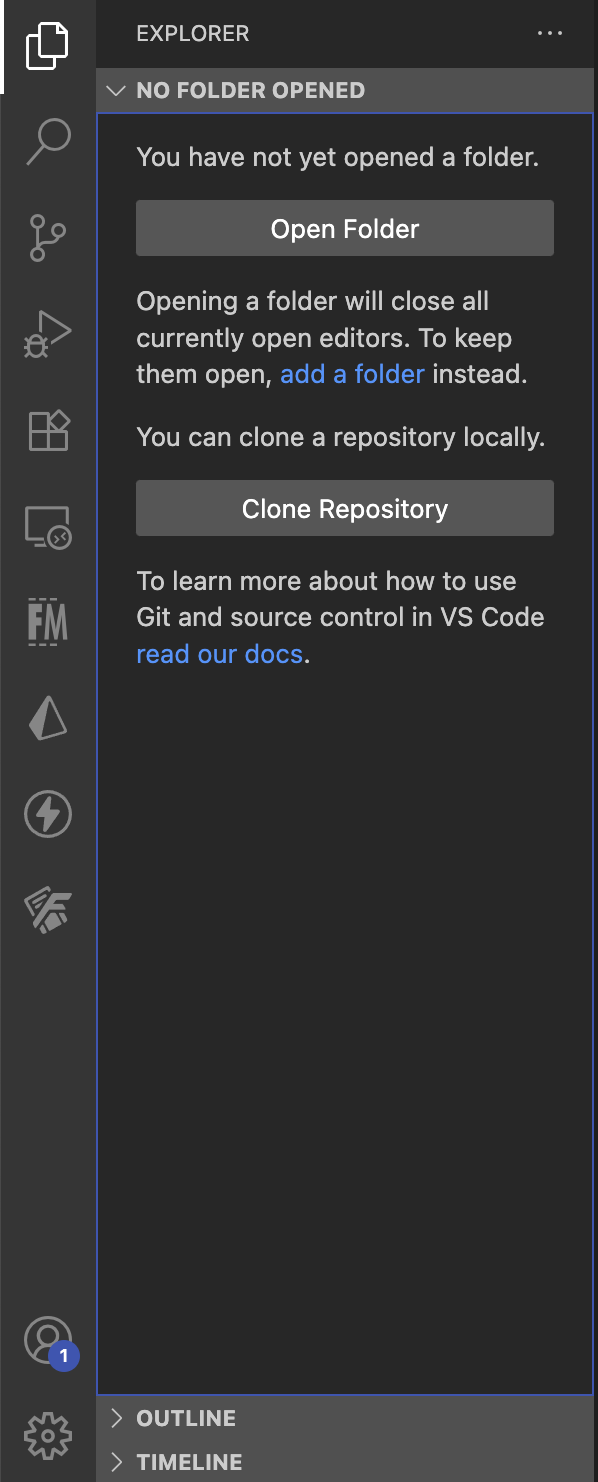 EXPLORER
NO FOLDER OPENED
You have not yet opened a folder.
Open Folder
Opening a folder will close all
currently open editors. To keep
them open, add a folder instead.
You can clone a repository locally.
Clone Repository
To learn more about how to use
Git and source control in VS Code
read our docs.
FM
1
OUTLINE
TIMELINE